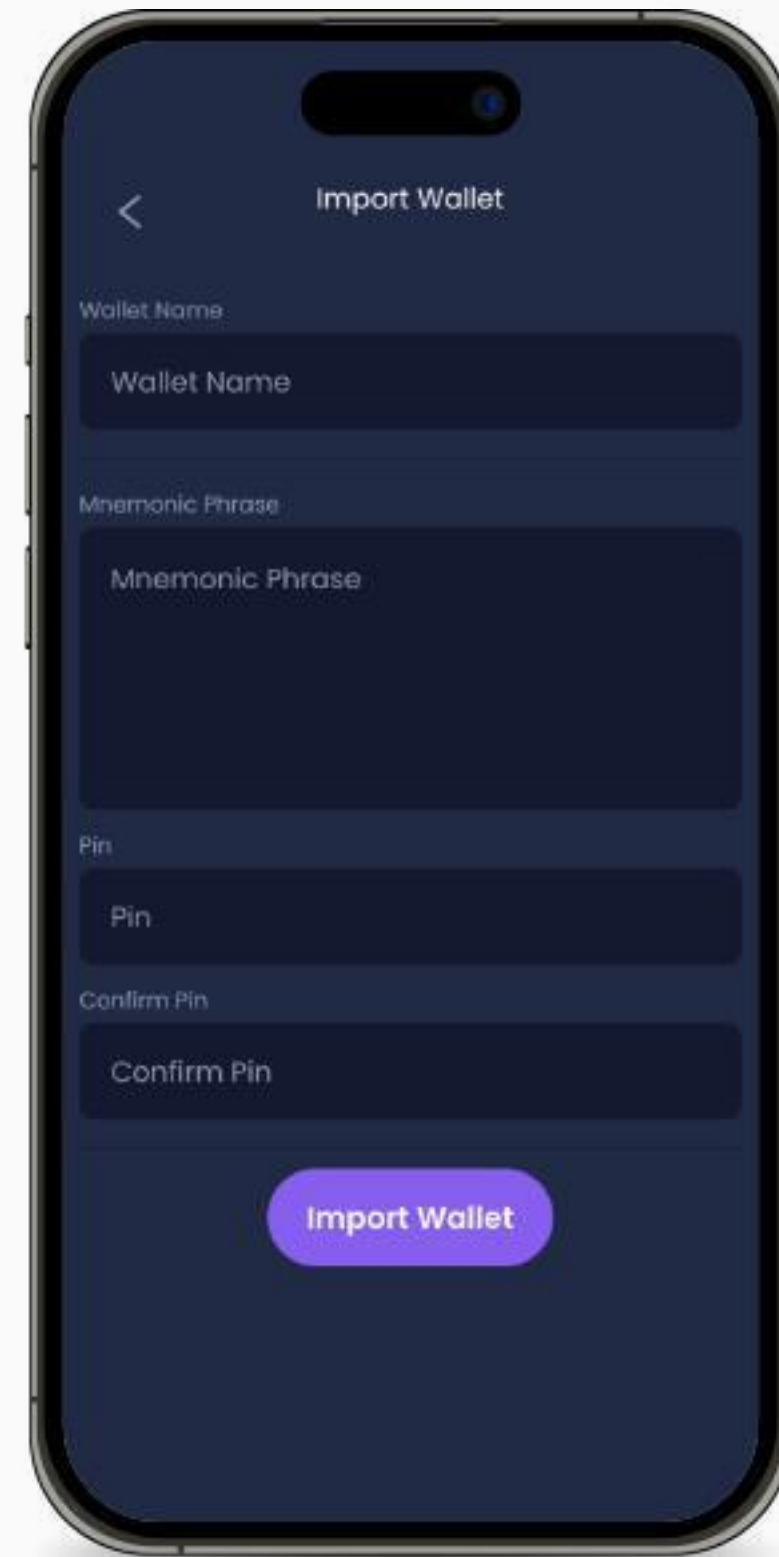 Import Wallet
Wallet Name
Wallet Name
Mnemonic Phrase
Mnemonic Phrase
Pin
Pin
Confirm Pin
Confirm Pin
Import Wallet